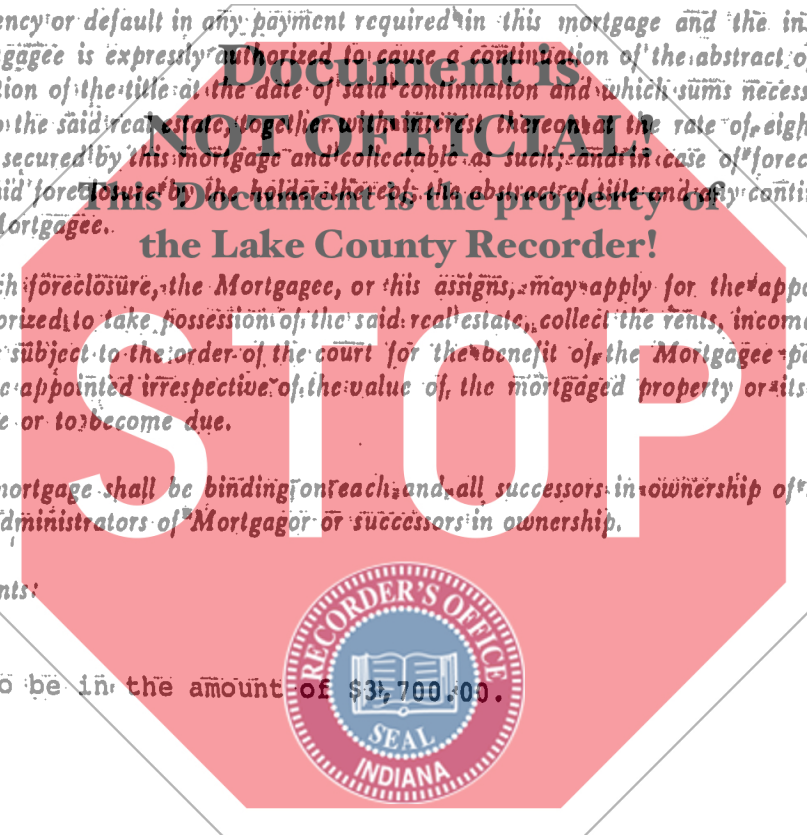 ency or default in any payment required in this mortgage and the in
gagee is expressly authorized to cause a continuation of the abstract o
tion of the title at the date of said continuation and which sums necess
o the said real estate, together with interest thereon at the rate of eigh
secured by this mortgage and collectable as such; and in case of forec
id foreclosure by the holder thereof, the abstract of title and any conti
Mortgagee.
Document is
NOT OFFICIAL!
This Document is the property of
the Lake County Recorder!
ch foreclosure, the Mortgagee, or his assigns, may apply for the appo
orized to take possession of the said real estate, collect the rents, incom
subject to the order of the court for the benefit of the Mortgagee p
e appointed irrespective of the value of the mortgaged property or its
e or to become due.
STOP
mortgage shall be binding on each and all successors in ownership of
dministrators of Mortgagor or successors in ownership.
nts:
o be in the amount of ,700.00.
RECORDER'S OFFICE
SEAL
INDIANA